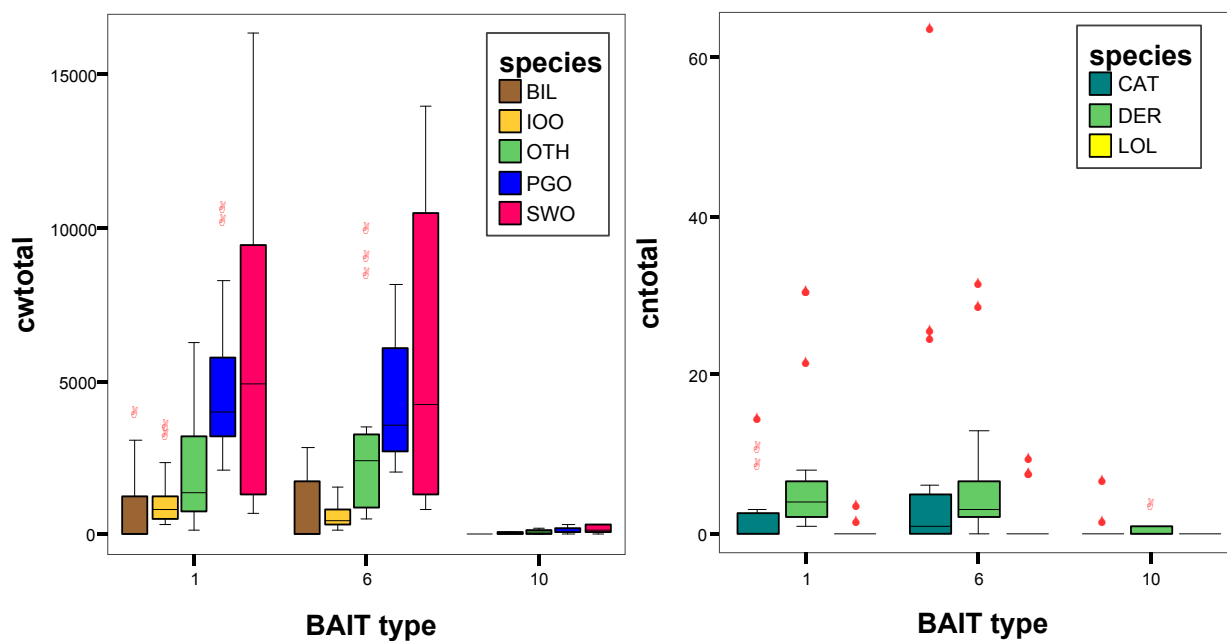 species
BIL
IOO
OTH
PGO
SWO
15000
10000
5000
0
cwtotal
1 6 10
BAIT type
species
CAT
DER
LOL
60
40
20
0
cntotal
1 6 10
BAIT type